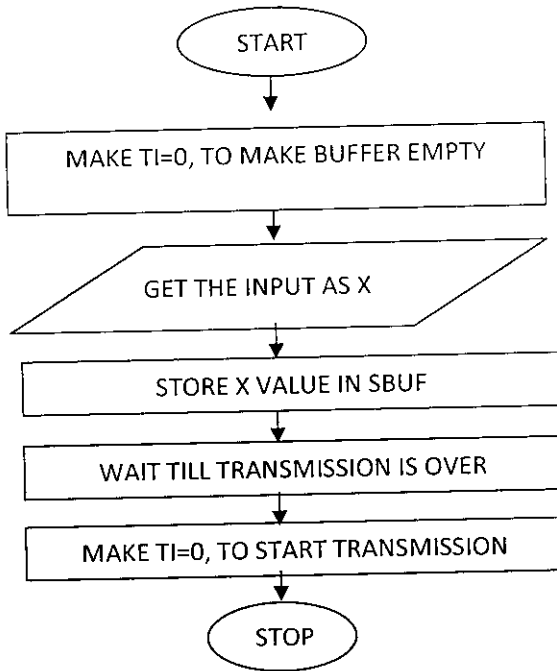 START
MAKE TI=0, TO MAKE BUFFER EMPTY
GET THE INPUT AS X
STORE X VALUE IN SBUF
WAIT TILL TRANSMISSION IS OVER
MAKE TI=0, TO START TRANSMISSION
STOP